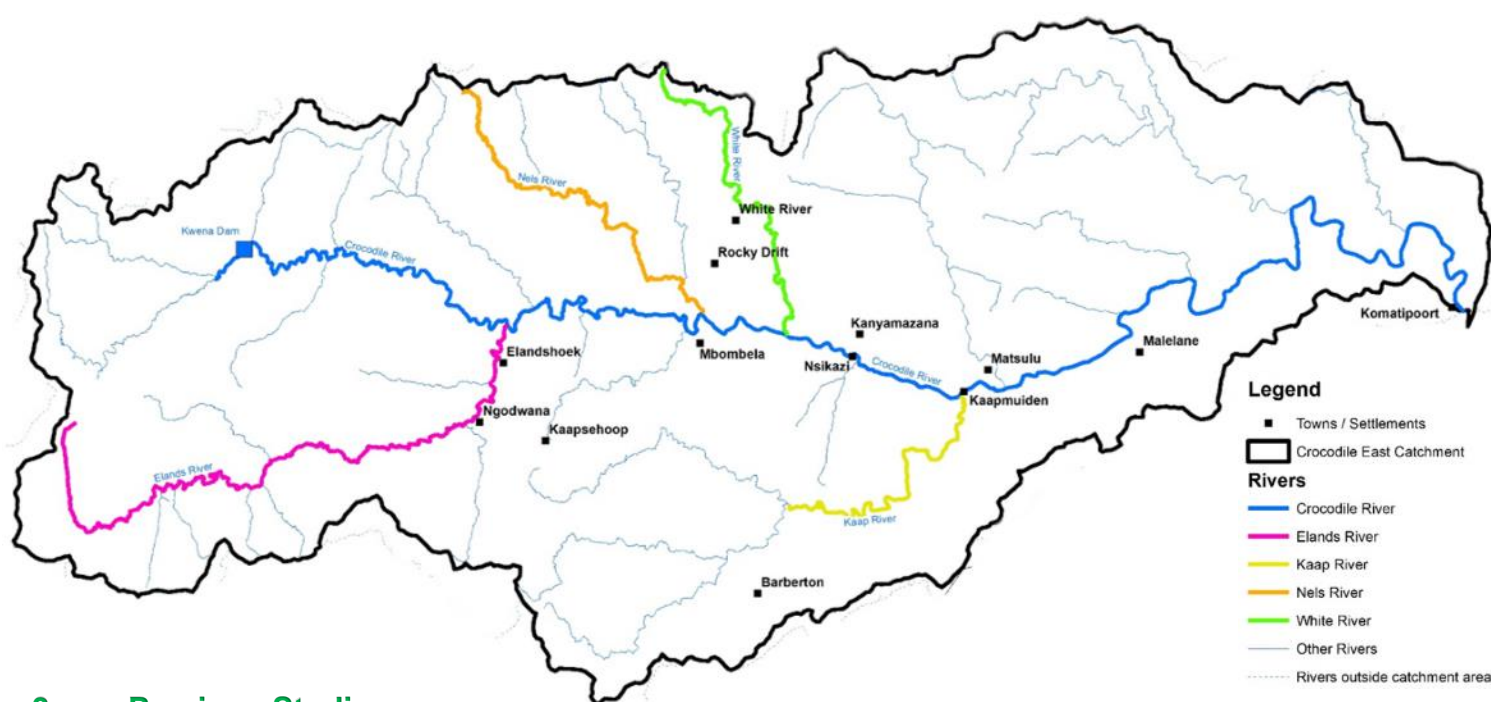 White River
Nels River
White River
Kwena Dam
Crocodile River
Rocky Drift
Komatipoort
Kanyamazana
Elandshoek
Mbombela
Nsikazi
Crocodile River
Matsulu
Malelane
Kaapmuiden
Ngodwana
Kaapsehoop
Elands River
Kaap River
Barberton
Legend
Towns / Settlements
Crocodile East Catchment
Rivers
Crocodile River
Elands River
Kaap River
Nels River
White River
Other Rivers
Rivers outside catchment area